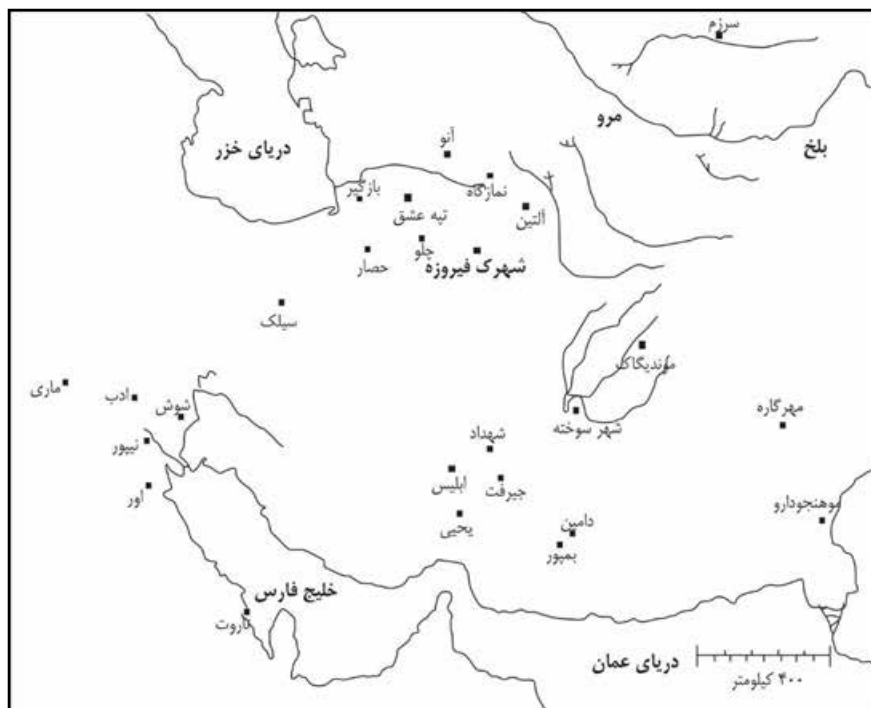 سرزم
مرو
بلخ
دریای خزر
آنو
نمازگاه
بازگیر
تپه عشق
آلتین
چلو
حصار
شهرک فیروزه
سیلک
موندیگاک
ماری
ادب
شوش
شهر سوخته
مهرگاره
نیپور
شهداد
ابلیس
جیرفت
اور
یحیی
دامین
بمپور
موهنجودارو
خلیج فارس
تاروت
دریای عمان
۴۰۰ کیلومتر